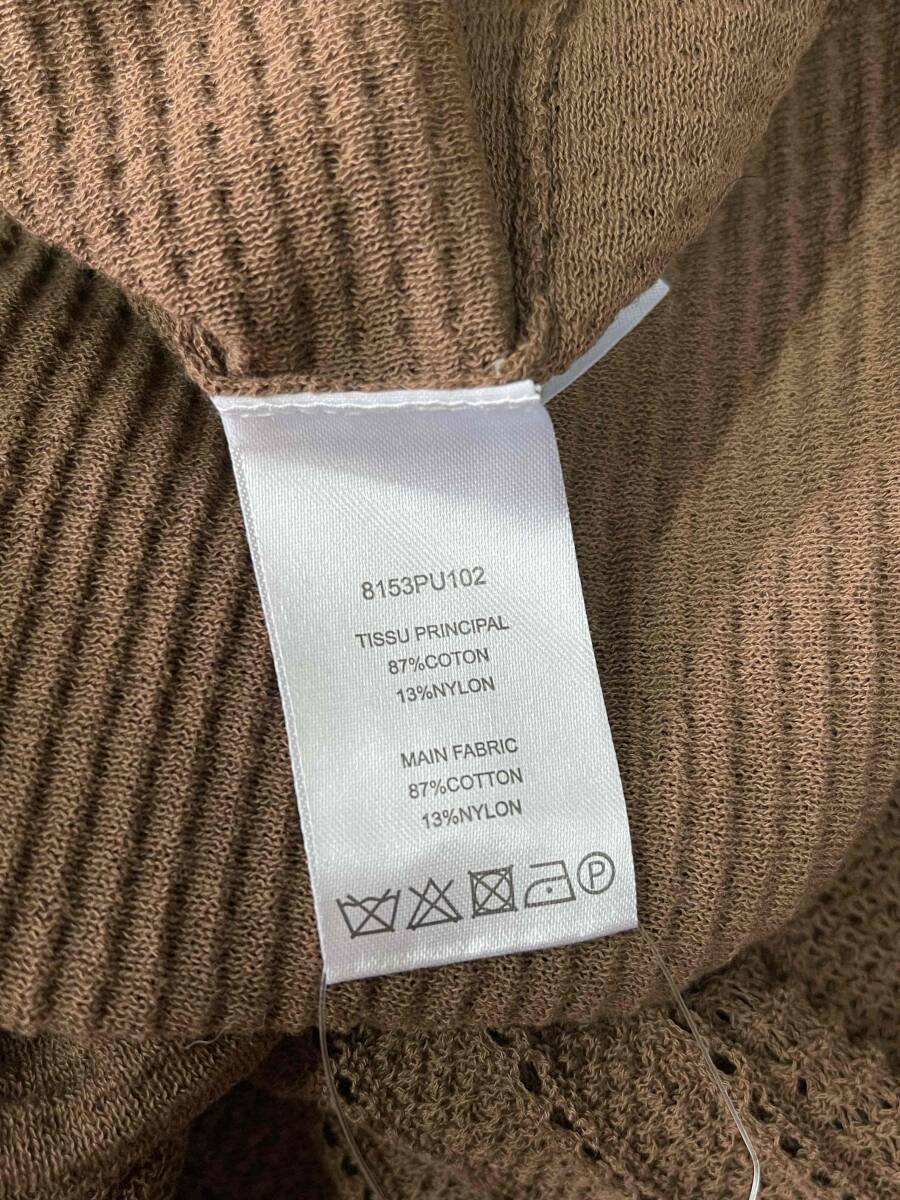 8153PU102
TISSU PRINCIPAL
87%COTON
13%NYLON
MAIN FABRIC
87%COTTON
13%NYLON
P